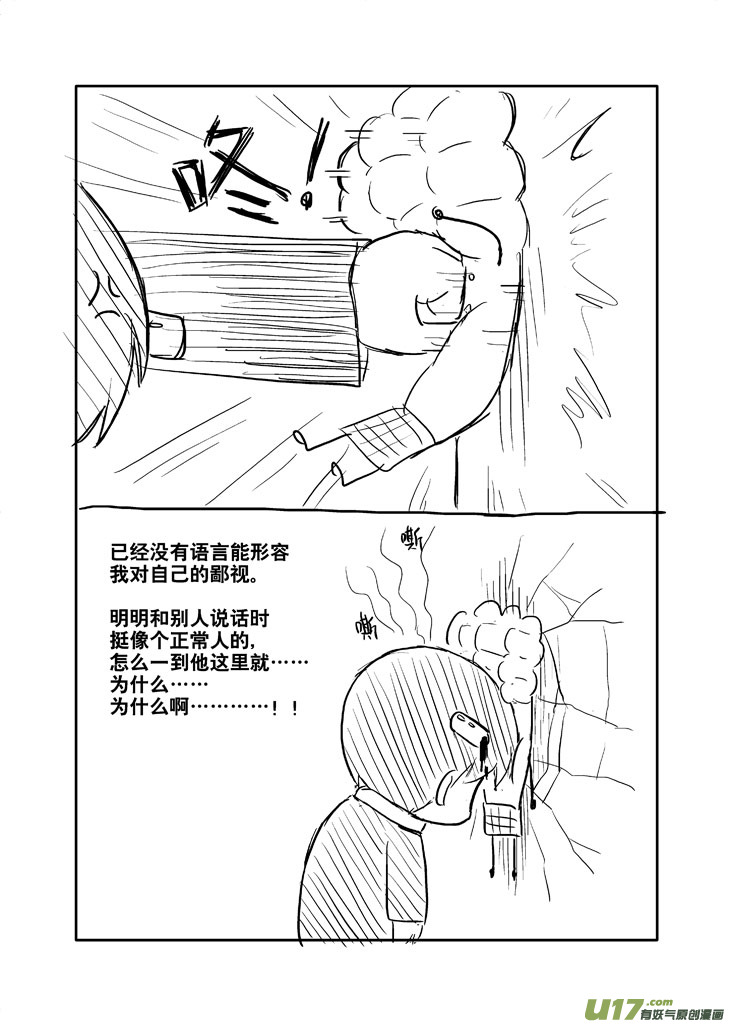 咚!
嘶
嘶
已经没有语言能形容
我对自己的鄙视。
明明和别人说话时
挺像个正常人的,
怎么一到他这里就……
为什么……
为什么啊…………！！
U17.com
有妖气原创漫画